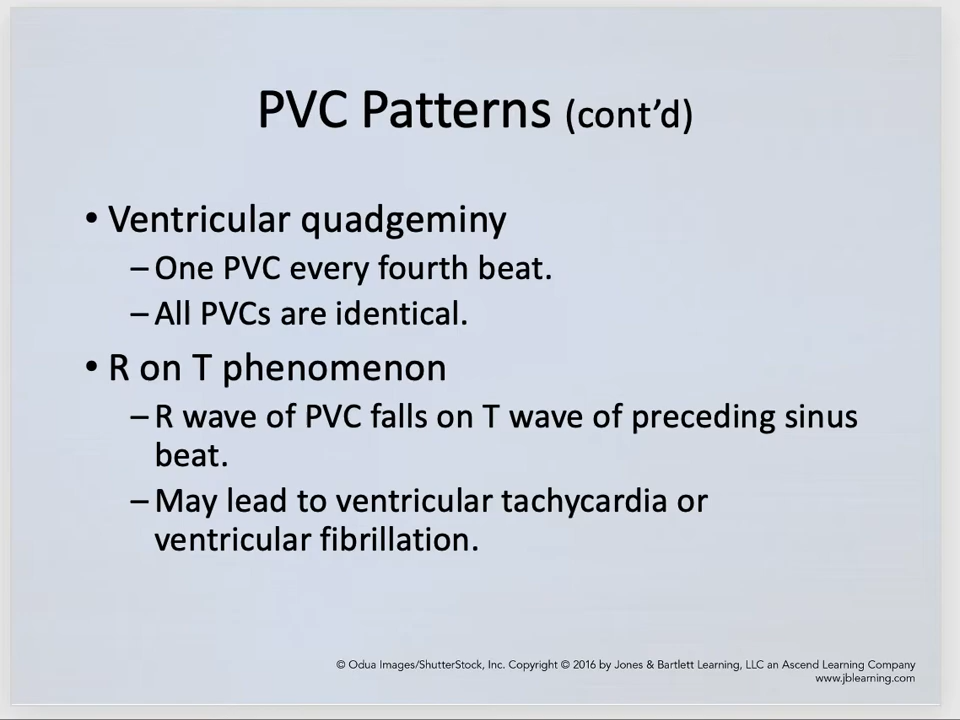 PVC Patterns (cont’d)
• Ventricular quadgeminy
– One PVC every fourth beat.
– All PVCs are identical.
• R on T phenomenon
– R wave of PVC falls on T wave of preceding sinus
beat.
– May lead to ventricular tachycardia or
ventricular fibrillation.
© Odua Images/ShutterStock, Inc. Copyright © 2016 by Jones & Bartlett Learning, LLC an Ascend Learning Company
www.jblearning.com